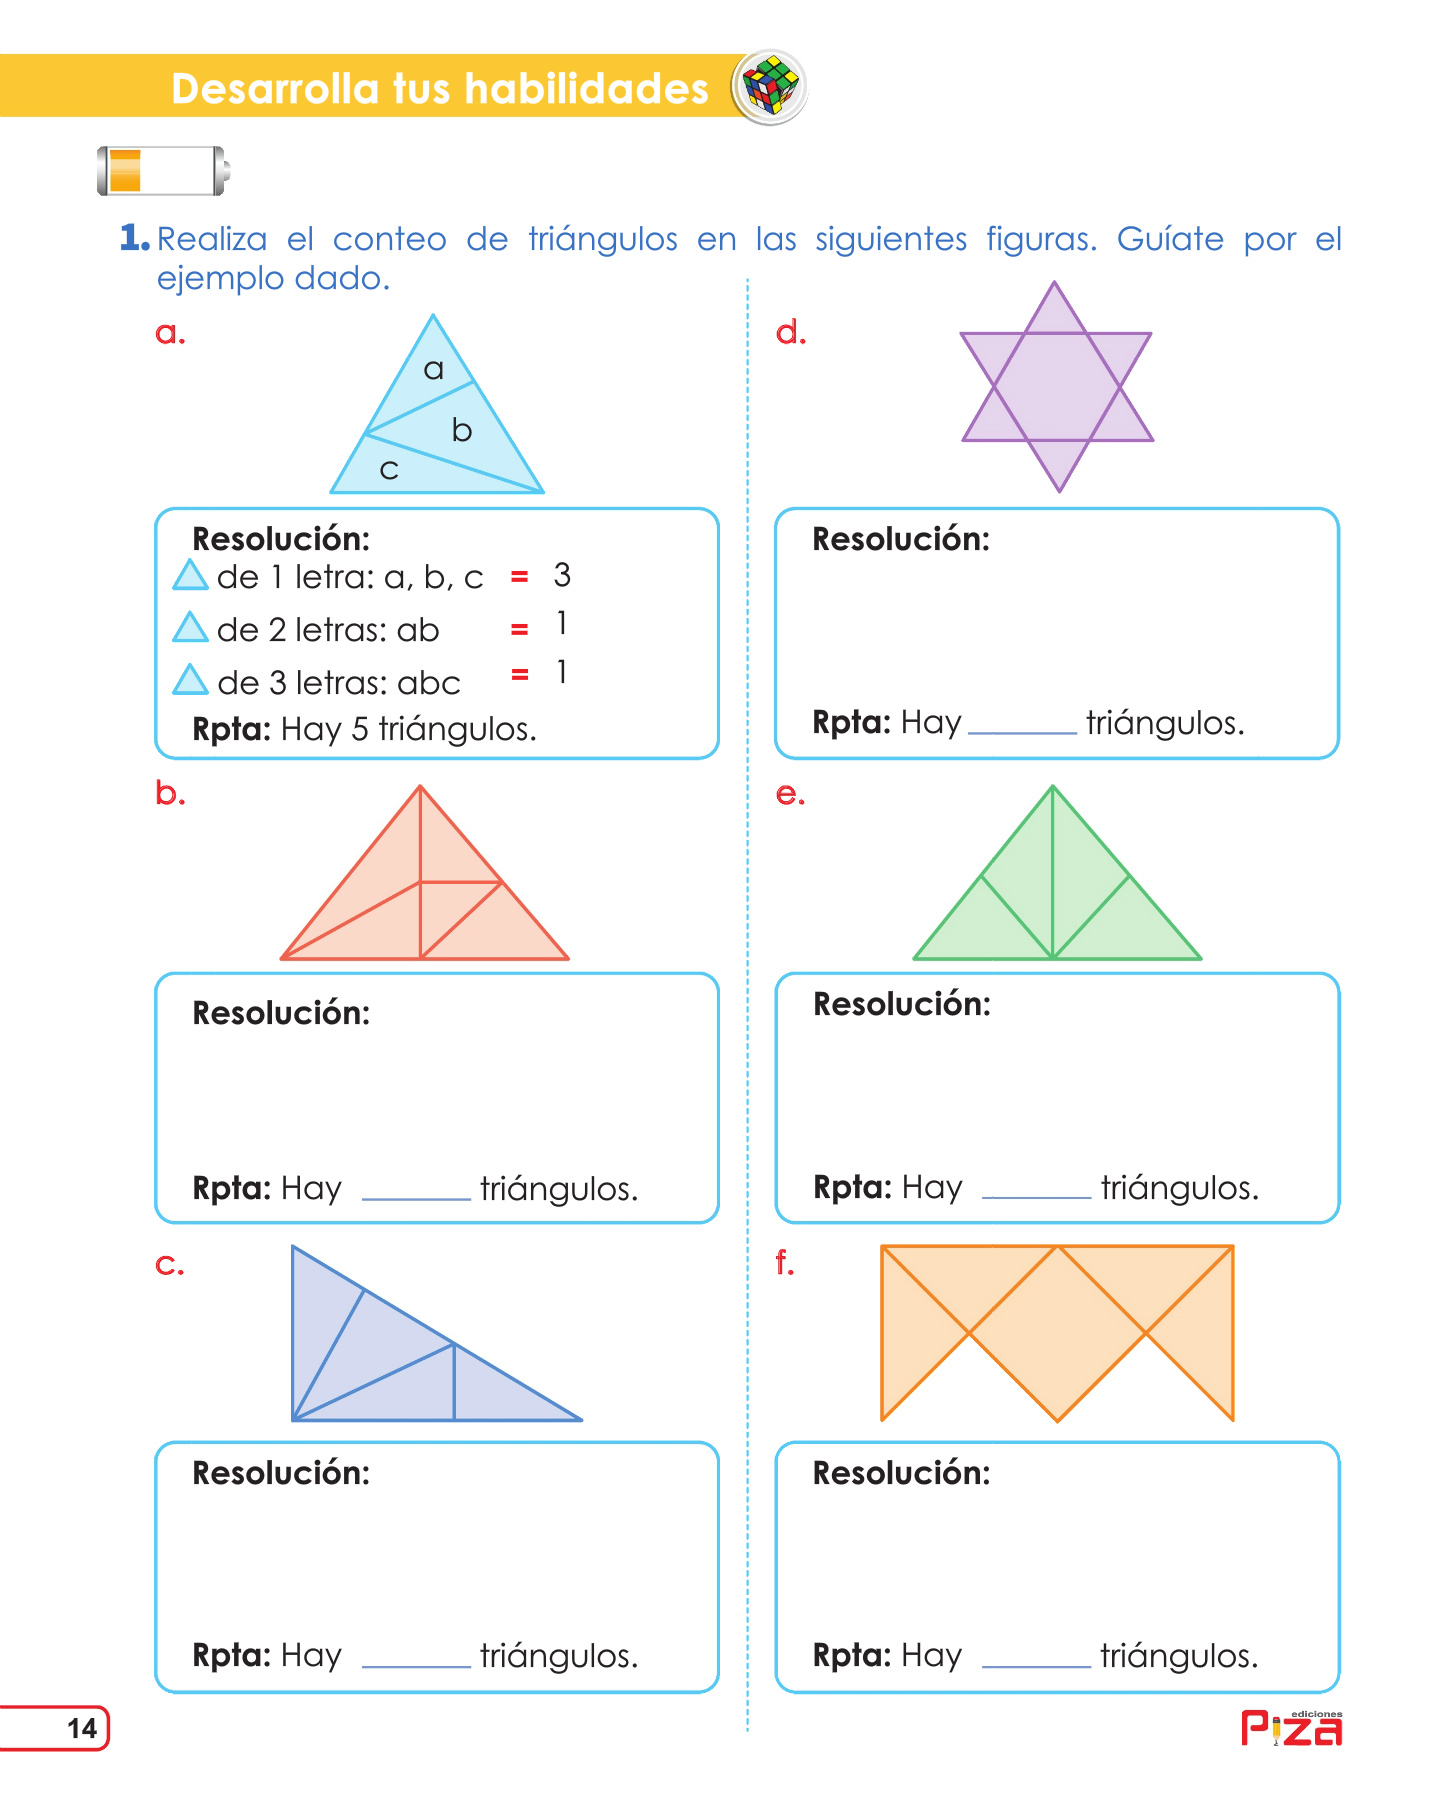 Desarrolla tus habilidades
1. Realiza el conteo de triángulos en las siguientes figuras. Guíate por el
ejemplo dado.
a.
a
b
c
Resolución:
de 1 letra: a, b, c = 3
de 2 letras: ab = 1
de 3 letras: abc = 1
Rpta: Hay 5 triángulos.
b.
Resolución:
Rpta: Hay ______ triángulos.
c.
Resolución:
Rpta: Hay ______ triángulos.
d.
Resolución:
Rpta: Hay ______ triángulos.
e.
Resolución:
Rpta: Hay ______ triángulos.
f.
Resolución:
Rpta: Hay ______ triángulos.
14
ediciones
Piza